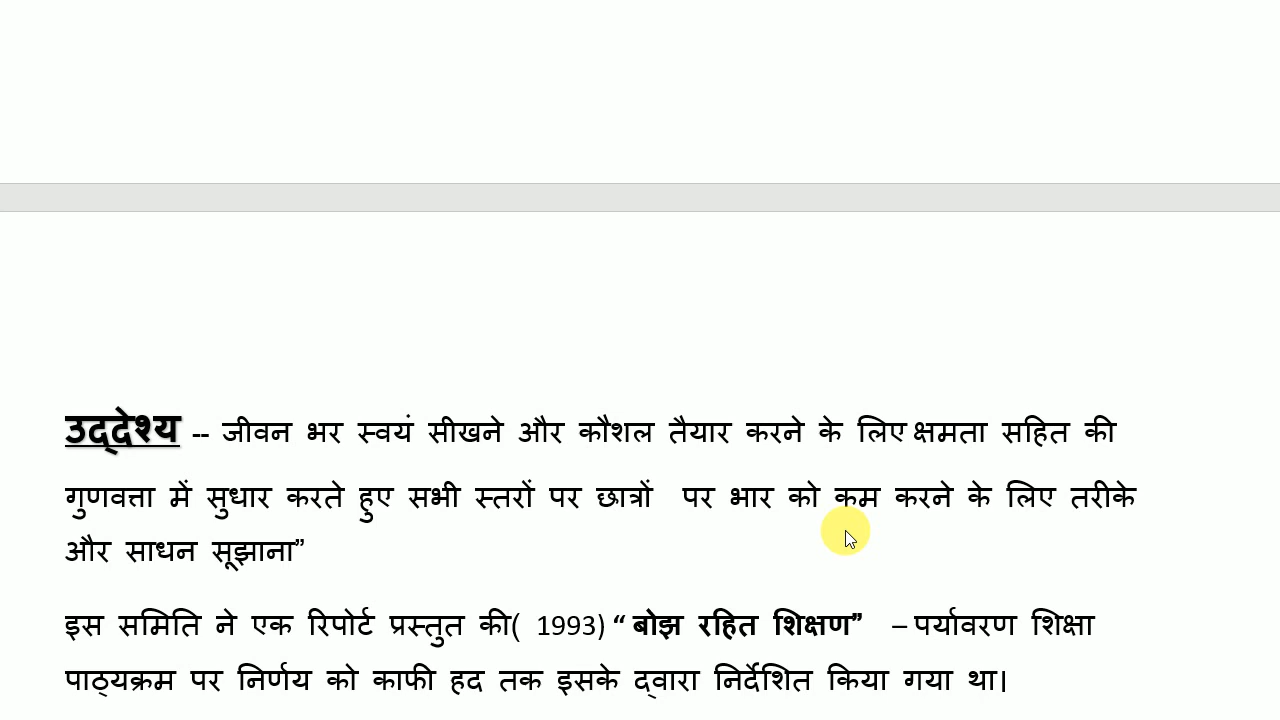 उद्देश्य -- जीवन भर स्वयं सीखने और कौशल तैयार करने के लिए क्षमता सहित की
गुणवत्ता में सुधार करते हुए सभी स्तरों पर छात्रों पर भार को कम करने के लिए तरीके
और साधन सूझाना”
इस समिति ने एक रिपोर्ट प्रस्तुत की( 1993) “ बोझ रहित शिक्षण” – पर्यावरण शिक्षा
पाठ्यक्रम पर निर्णय को काफी हद तक इसके द्वारा निर्देशित किया गया था।